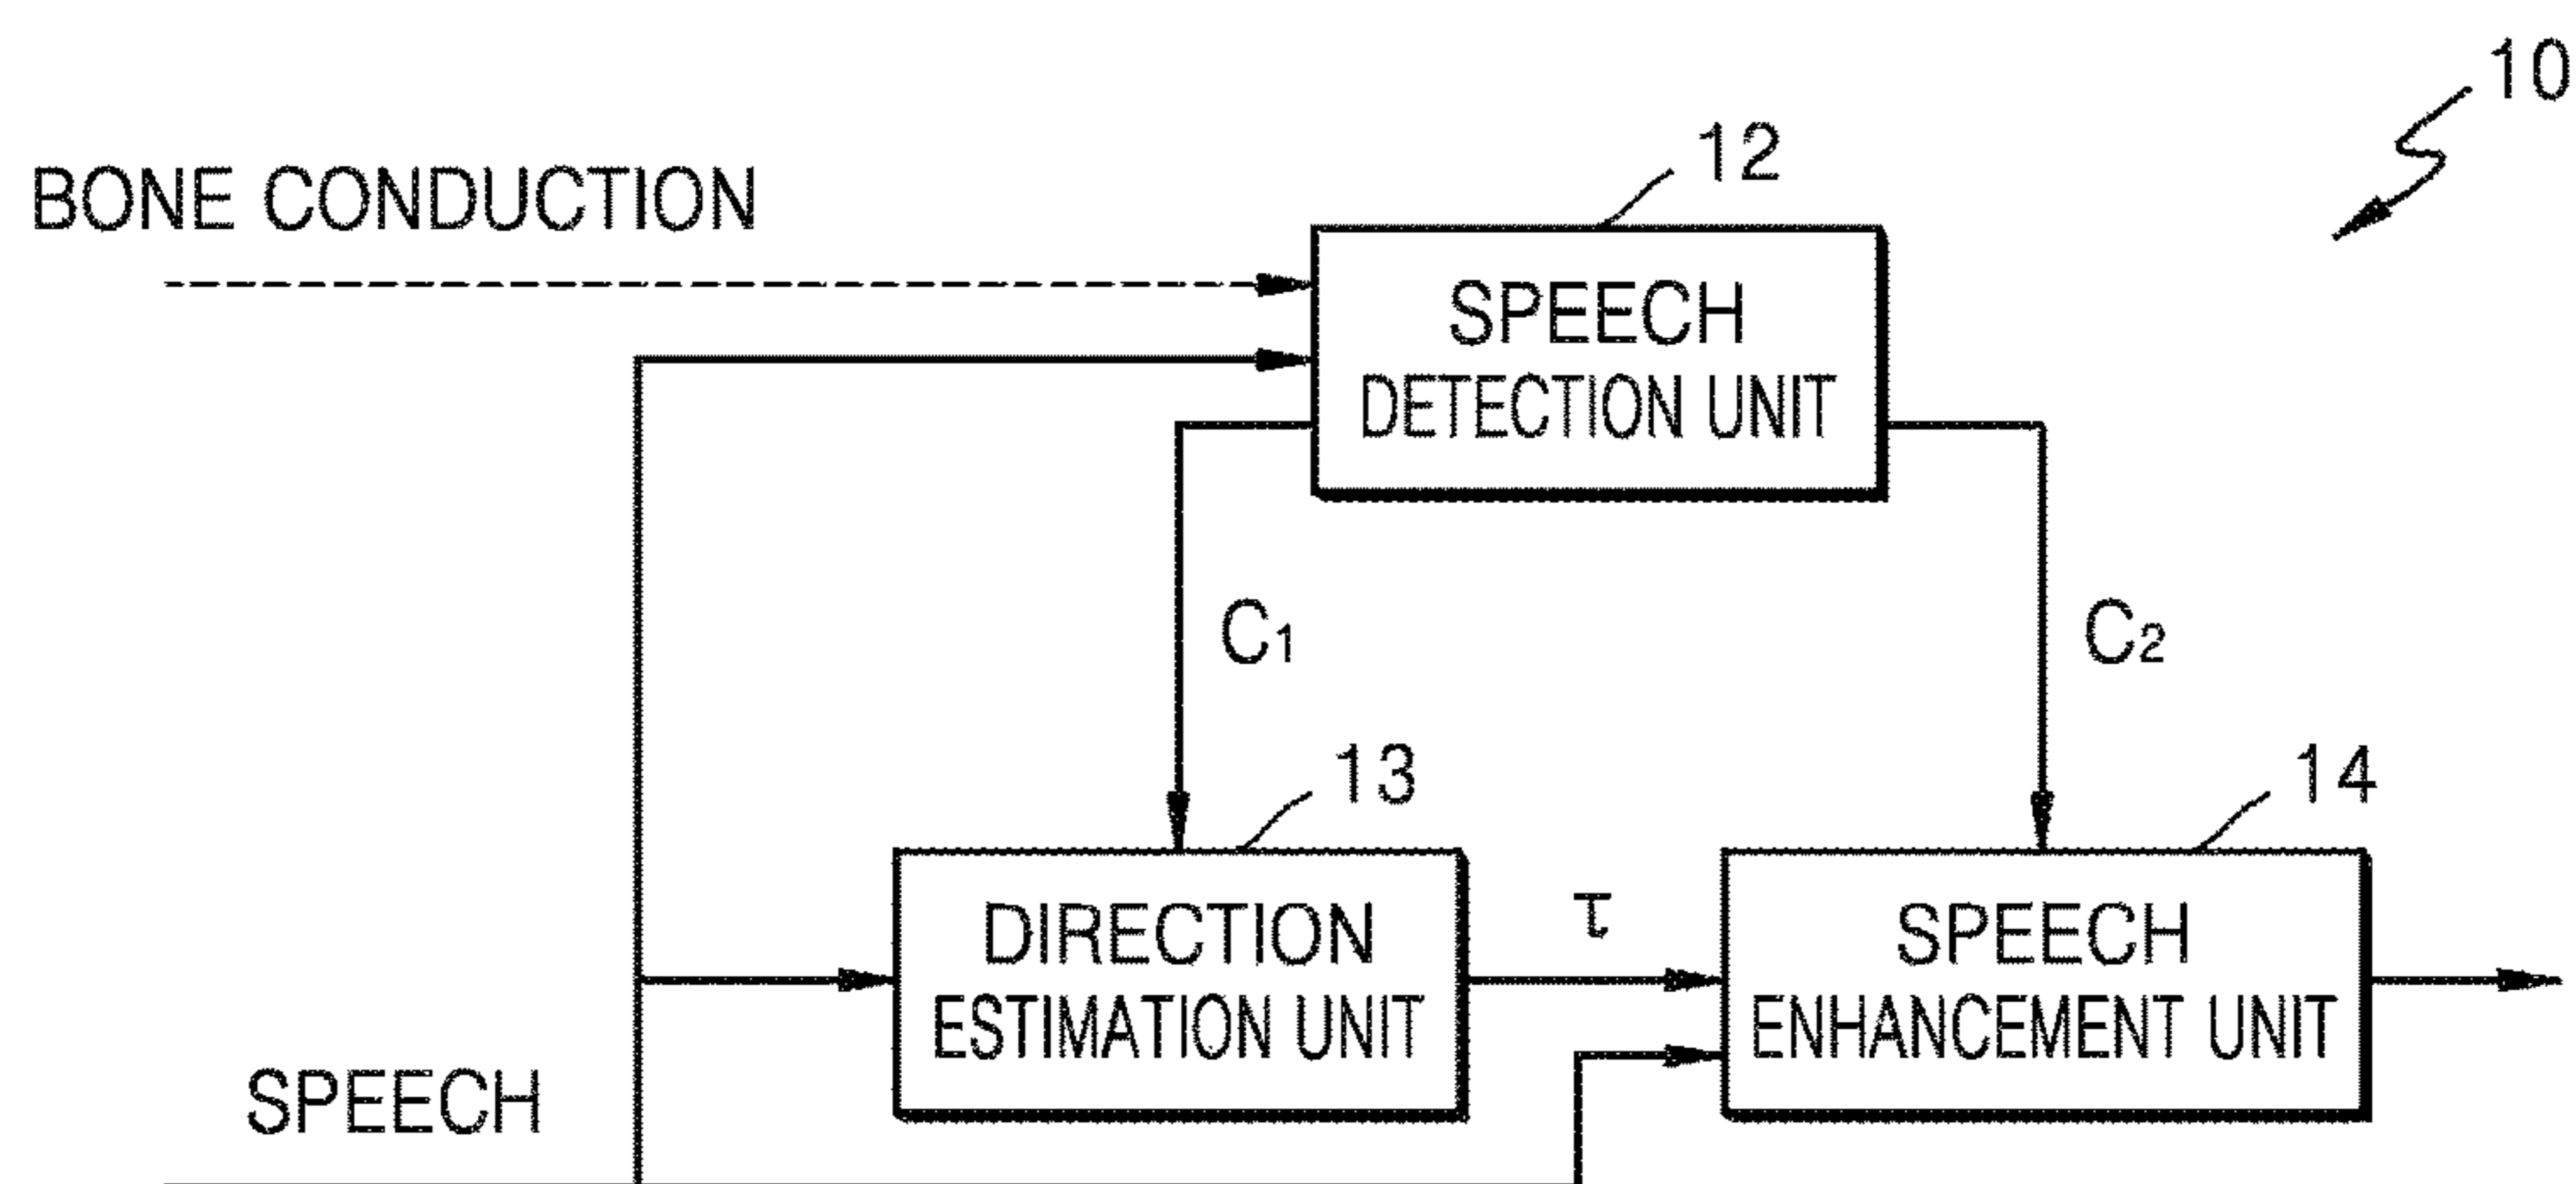 10
12
BONE CONDUCTION
SPEECH
DETECTION UNIT
C1
C2
13
14
DIRECTION
ESTIMATION UNIT
τ
SPEECH
ENHANCEMENT UNIT
SPEECH